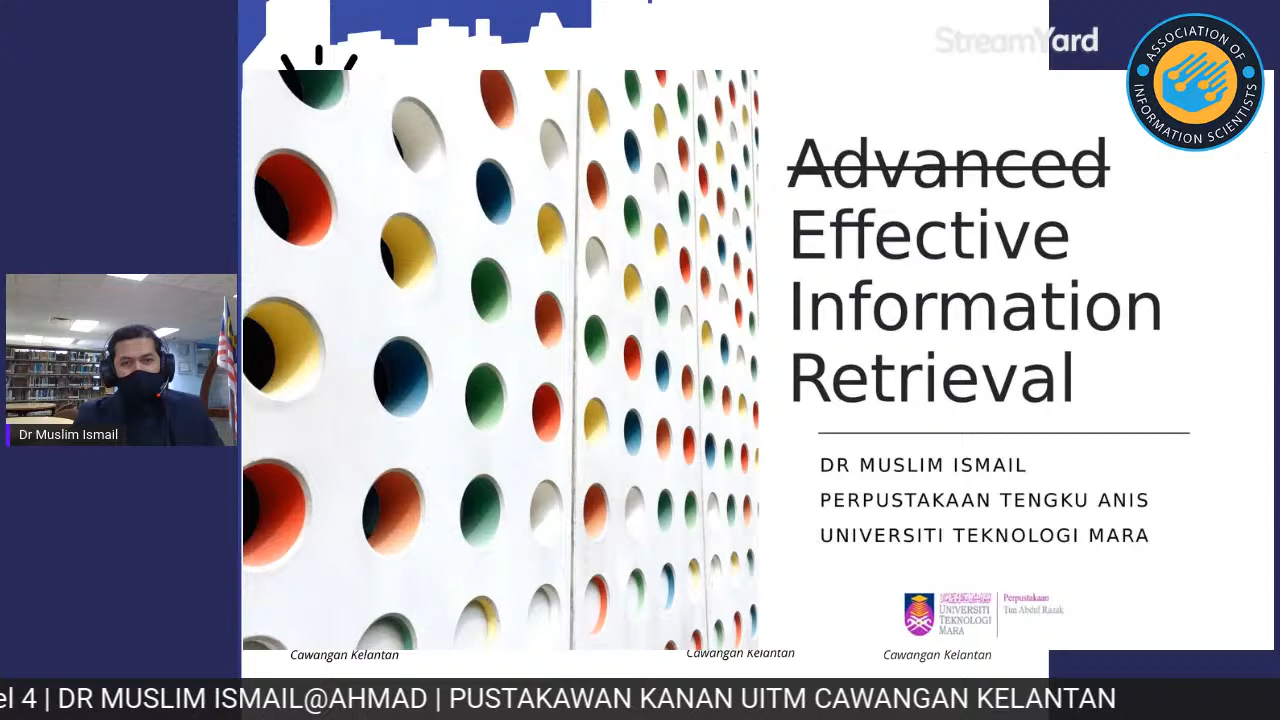 StreamYard
ASSOCIATION OF
INFORMATION SCIENTISTS
Advanced
Effective
Information
Retrieval
DR MUSLIM ISMAIL
PERPUSTAKAAN TENGKU ANIS
UNIVERSITI TEKNOLOGI MARA
Dr Muslim Ismail
UNIVERSITI
TEKNOLOGI
MARA
Perpustakaan
Tun Abdul Razak
Cawangan Kelantan
Cawangan Kelantan
Cawangan Kelantan
el 4 | DR MUSLIM ISMAIL@AHMAD | PUSTAKAWAN KANAN UITM CAWANGAN KELANTAN